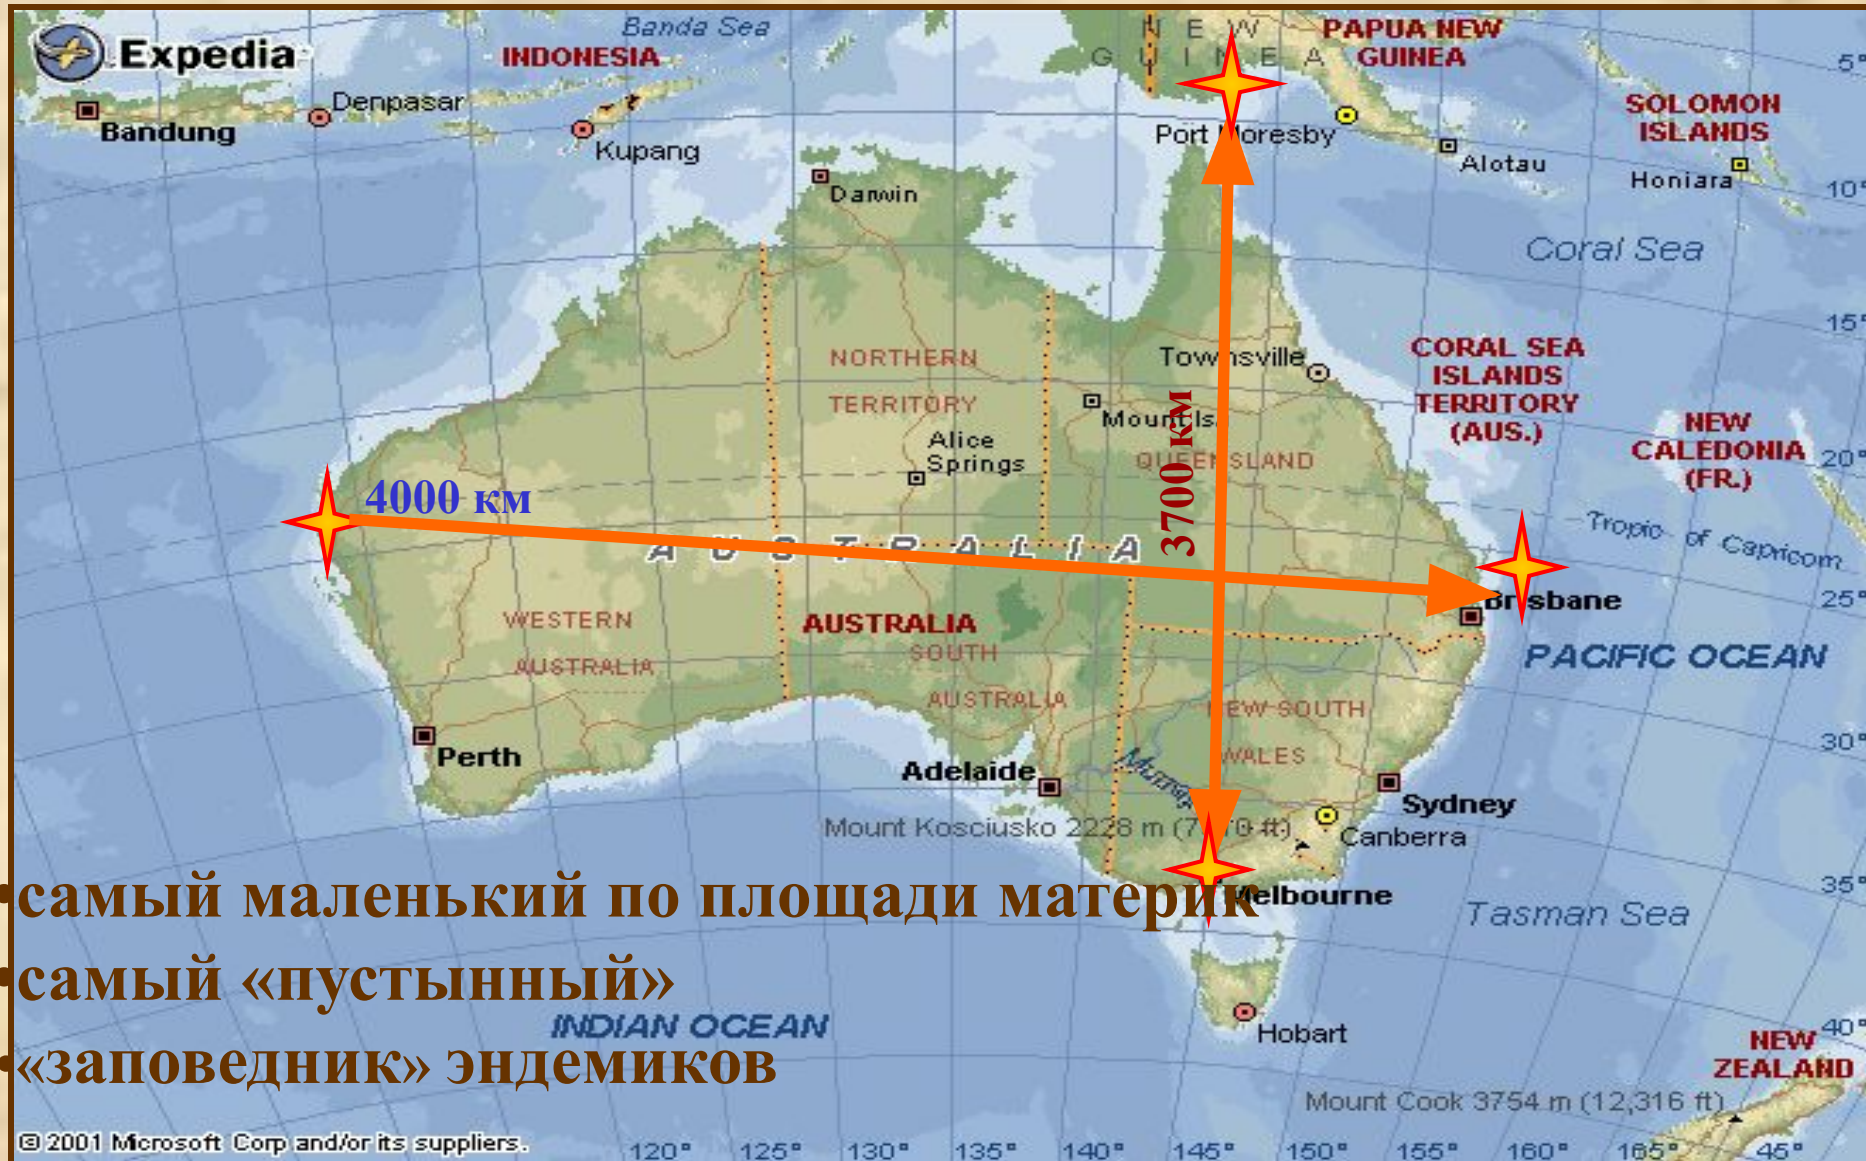 Expedia
Banda Sea
INDONESIA
NEW
GUINEA
PAPUA NEW
GUINEA
5°
Bandung
Denpasar
Kupang
Port Moresby
Alotau
SOLOMON
ISLANDS
Honiara
10°
Darwin
Coral Sea
15°
NORTHERN
TERRITORY
Townsville
CORAL SEA
ISLANDS
TERRITORY
(AUS.)
Mount Is.
Alice
Springs
QUEENSLAND
3700 км
NEW
CALEDONIA
(FR.)
20°
4000 км
Tropic of Capricorn
AUSTRALIA
25°
Brisbane
WESTERN
AUSTRALIA
AUSTRALIA
SOUTH
AUSTRALIA
PACIFIC OCEAN
NEW SOUTH
WALES
30°
Perth
Adelaide
Murray
Sydney
Mount Kosciusko 2228 m
Canberra
35°
•самый маленький по площади материк
Melbourne
Tasman Sea
•самый «пустынный»
INDIAN OCEAN
Hobart
40°
•«заповедник» эндемиков
NEW
ZEALAND
Mount Cook 3754 m (12,316 ft)
© 2001 Microsoft Corp and/or its suppliers.
120° 125° 130° 135° 140° 145° 150° 155° 160° 165° 45°